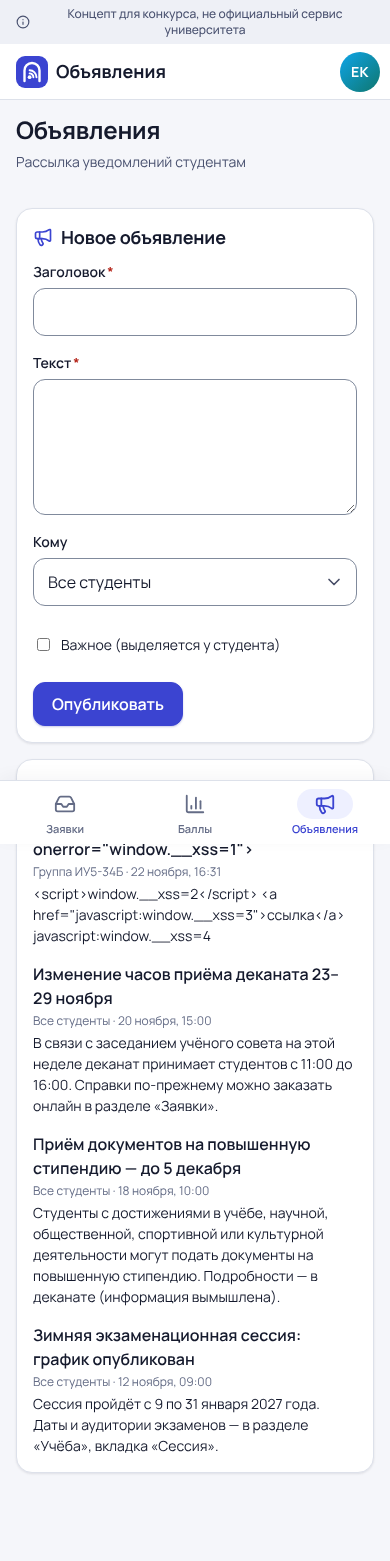 Концепт для конкурса, не официальный сервис
университета
Объявления
ЕК
Объявления
Рассылка уведомлений студентам
Новое объявление
Заголовок *
Текст *
Кому
Все студенты
Важное (выделяется у студента)
Опубликовать
Заявки
Баллы
Объявления
onerror="window.__xss=1">
Группа ИУ5-34Б · 22 ноября, 16:31
<script>window.__xss=2</script> <a
href="javascript:window.__xss=3">ссылка</a>
javascript:window.__xss=4
Изменение часов приёма деканата 23–
29 ноября
Все студенты · 20 ноября, 15:00
В связи с заседанием учёного совета на этой
неделе деканат принимает студентов с 11:00 до
16:00. Справки по-прежнему можно заказать
онлайн в разделе «Заявки».
Приём документов на повышенную
стипендию — до 5 декабря
Все студенты · 18 ноября, 10:00
Студенты с достижениями в учёбе, научной,
общественной, спортивной или культурной
деятельности могут подать документы на
повышенную стипендию. Подробности — в
деканате (информация вымышлена).
Зимняя экзаменационная сессия:
график опубликован
Все студенты · 12 ноября, 09:00
Сессия пройдёт с 9 по 31 января 2027 года.
Даты и аудитории экзаменов — в разделе
«Учёба», вкладка «Сессия».